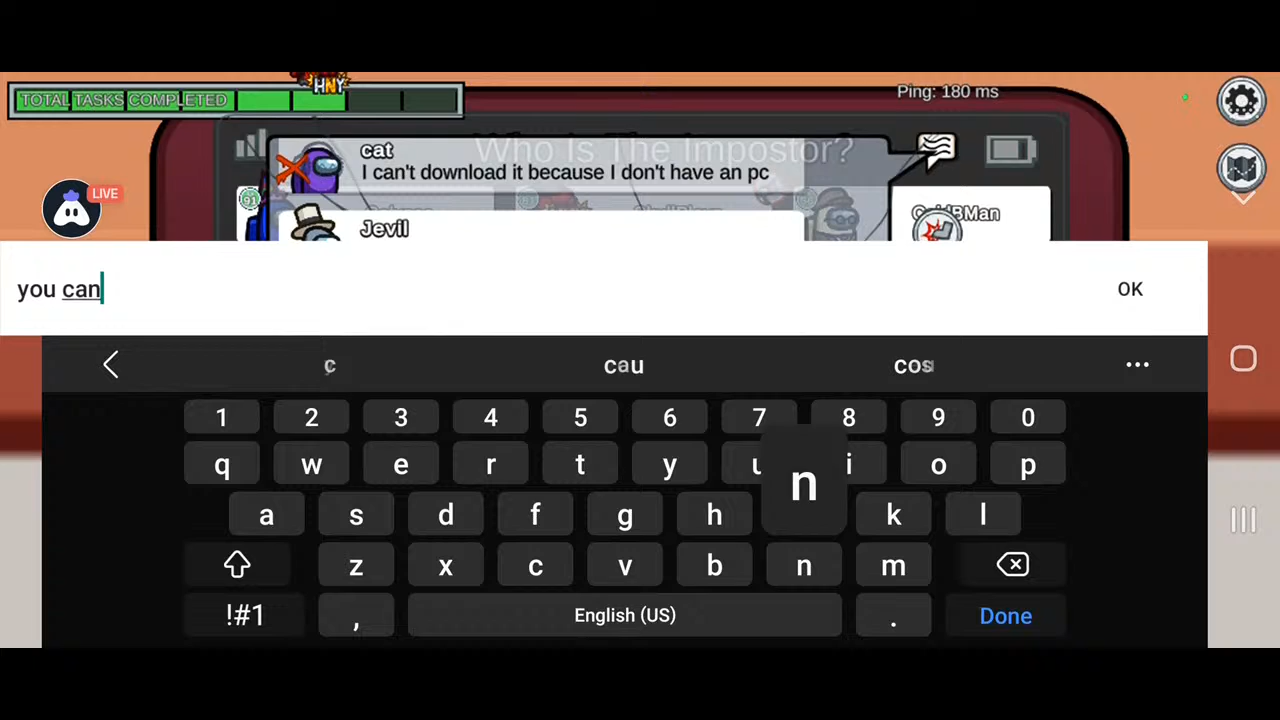 HNY
TOTAL TASKS COMPLETED
Ping: 180 ms
Who Is The Impostor?
cat
I can't download it because I don't have an pc
LIVE
91
Jevil
you can
OK
c
cau
1 2 3 4 5 6 7 8 9 0
q w e r t y u i o p
n
a s d f g h k l
z x c v b n m
!#1 , English (US) . Done